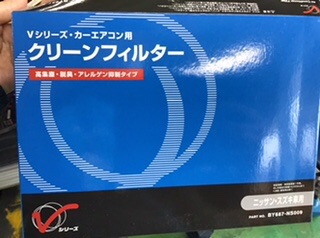 Vシリーズ・カーエアコン用
クリーンフィルター
高集塵・脱臭・アレルゲン抑制タイプ
ニッサン・スズキ車用
PART NO. BY687-NS009
V
シリーズ